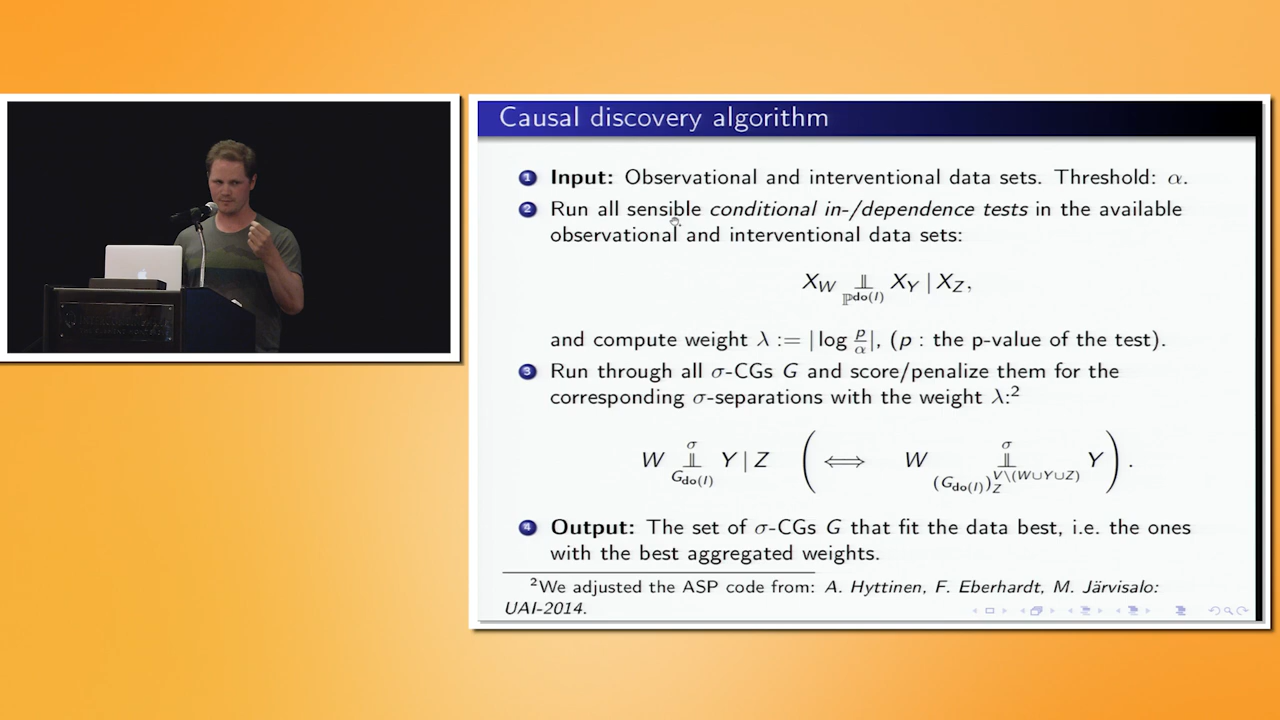 Causal discovery algorithm
1 Input: Observational and interventional data sets. Threshold: α.
2 Run all sensible conditional in-/dependence tests in the available
observational and interventional data sets:
X_W ⫫_{ℙ^{do(I)}} X_Y | X_Z,
and compute weight λ := | log p/α |, (p : the p-value of the test).
3 Run through all σ-CGs G and score/penalize them for the
corresponding σ-separations with the weight λ:²
W ⫫^σ_{G_{do(I)}} Y | Z ( ⟺ W ⫫^σ_{(G_{do(I)})_Z^{V\(W∪Y∪Z)}} Y ) .
4 Output: The set of σ-CGs G that fit the data best, i.e. the ones
with the best aggregated weights.
²We adjusted the ASP code from: A. Hyttinen, F. Eberhardt, M. Järvisalo:
UAI-2014.